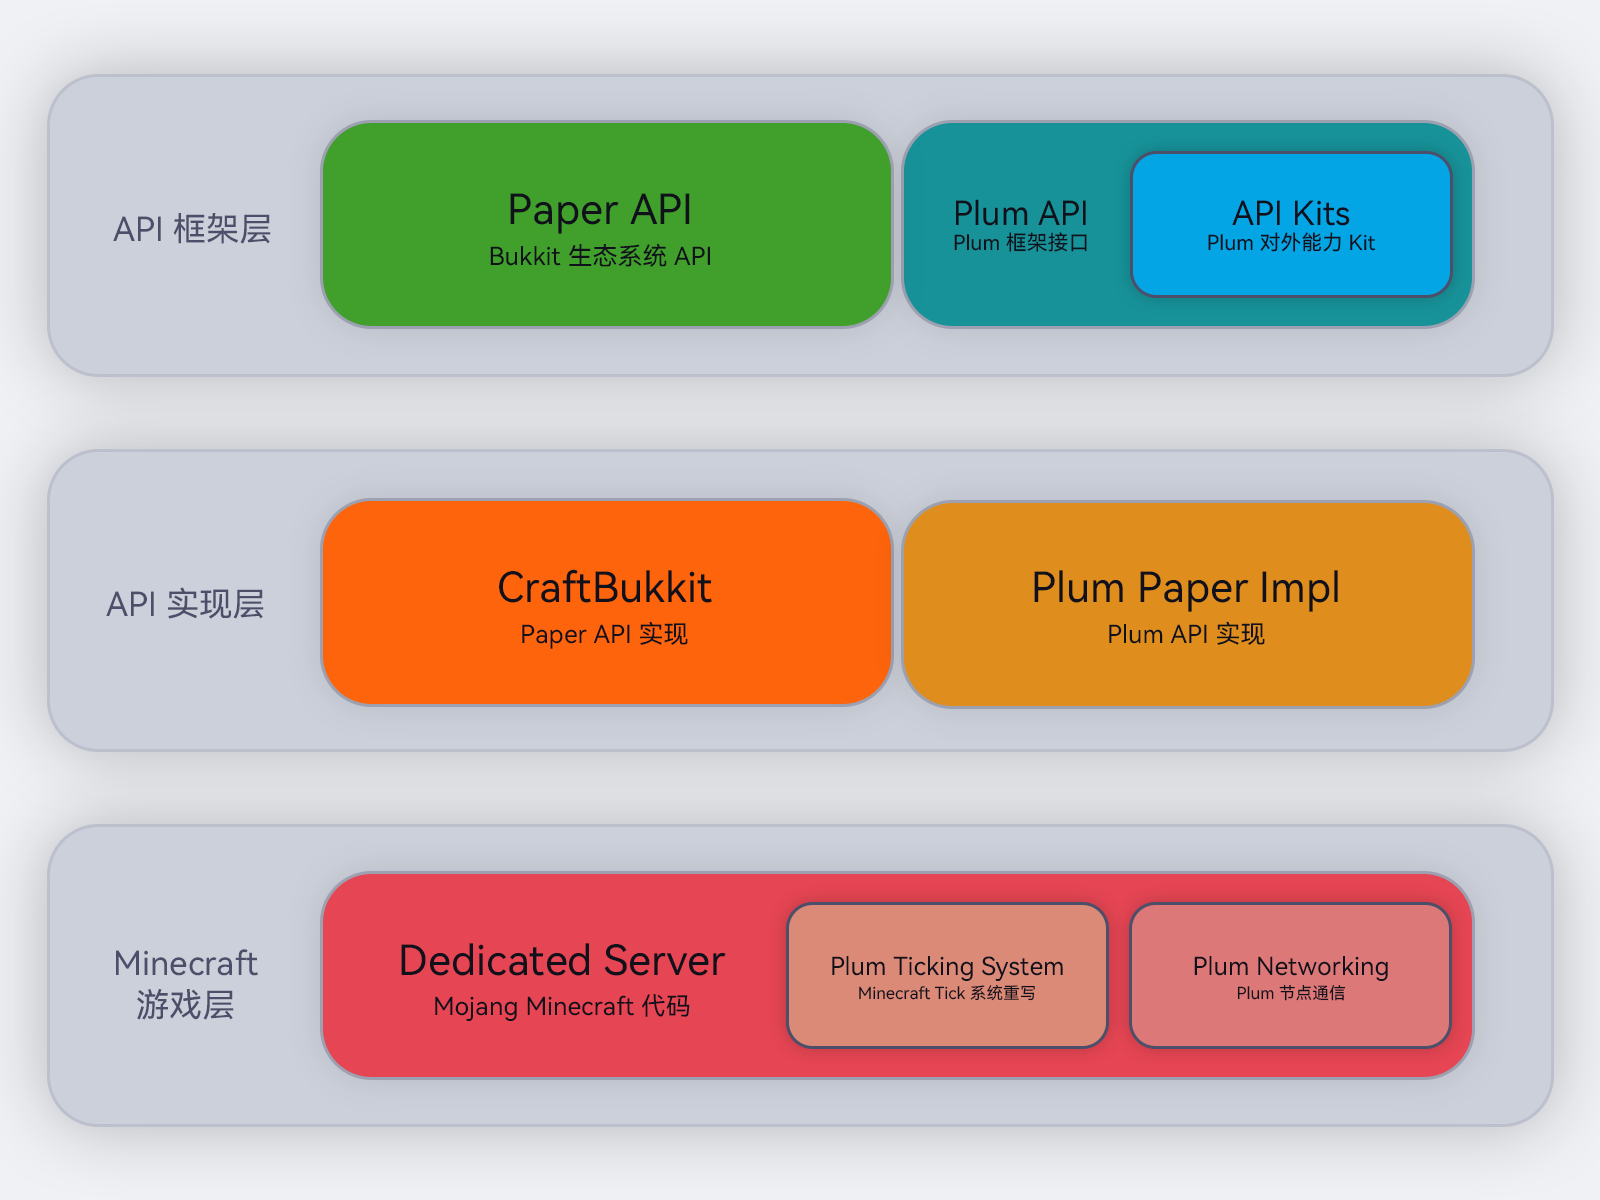 API 框架层
Paper API
Bukkit 生态系统 API
Plum API
Plum 框架接口
API Kits
Plum 对外能力 Kit
API 实现层
CraftBukkit
Paper API 实现
Plum Paper Impl
Plum API 实现
Minecraft
游戏层
Dedicated Server
Mojang Minecraft 代码
Plum Ticking System
Minecraft Tick 系统重写
Plum Networking
Plum 节点通信